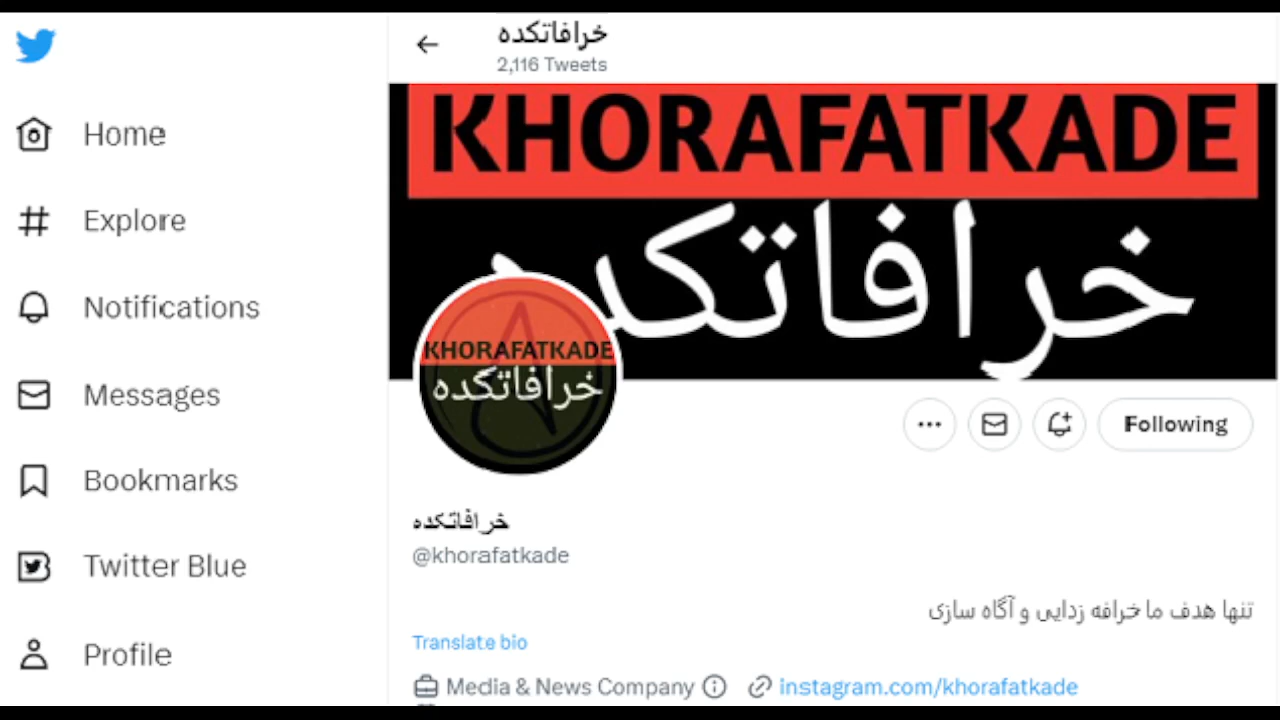 خرافاتکده
2,116 Tweets
Home
Explore
Notifications
Messages
Bookmarks
Twitter Blue
Profile
KHORAFATKADE
خرافاتکده
KHORAFATKADE
خرافاتکده
Following
خرافاتکده
@khorafatkade
تنها هدف ما خرافه زدایی و آگاه سازی
Translate bio
Media & News Company instagram.com/khorafatkade